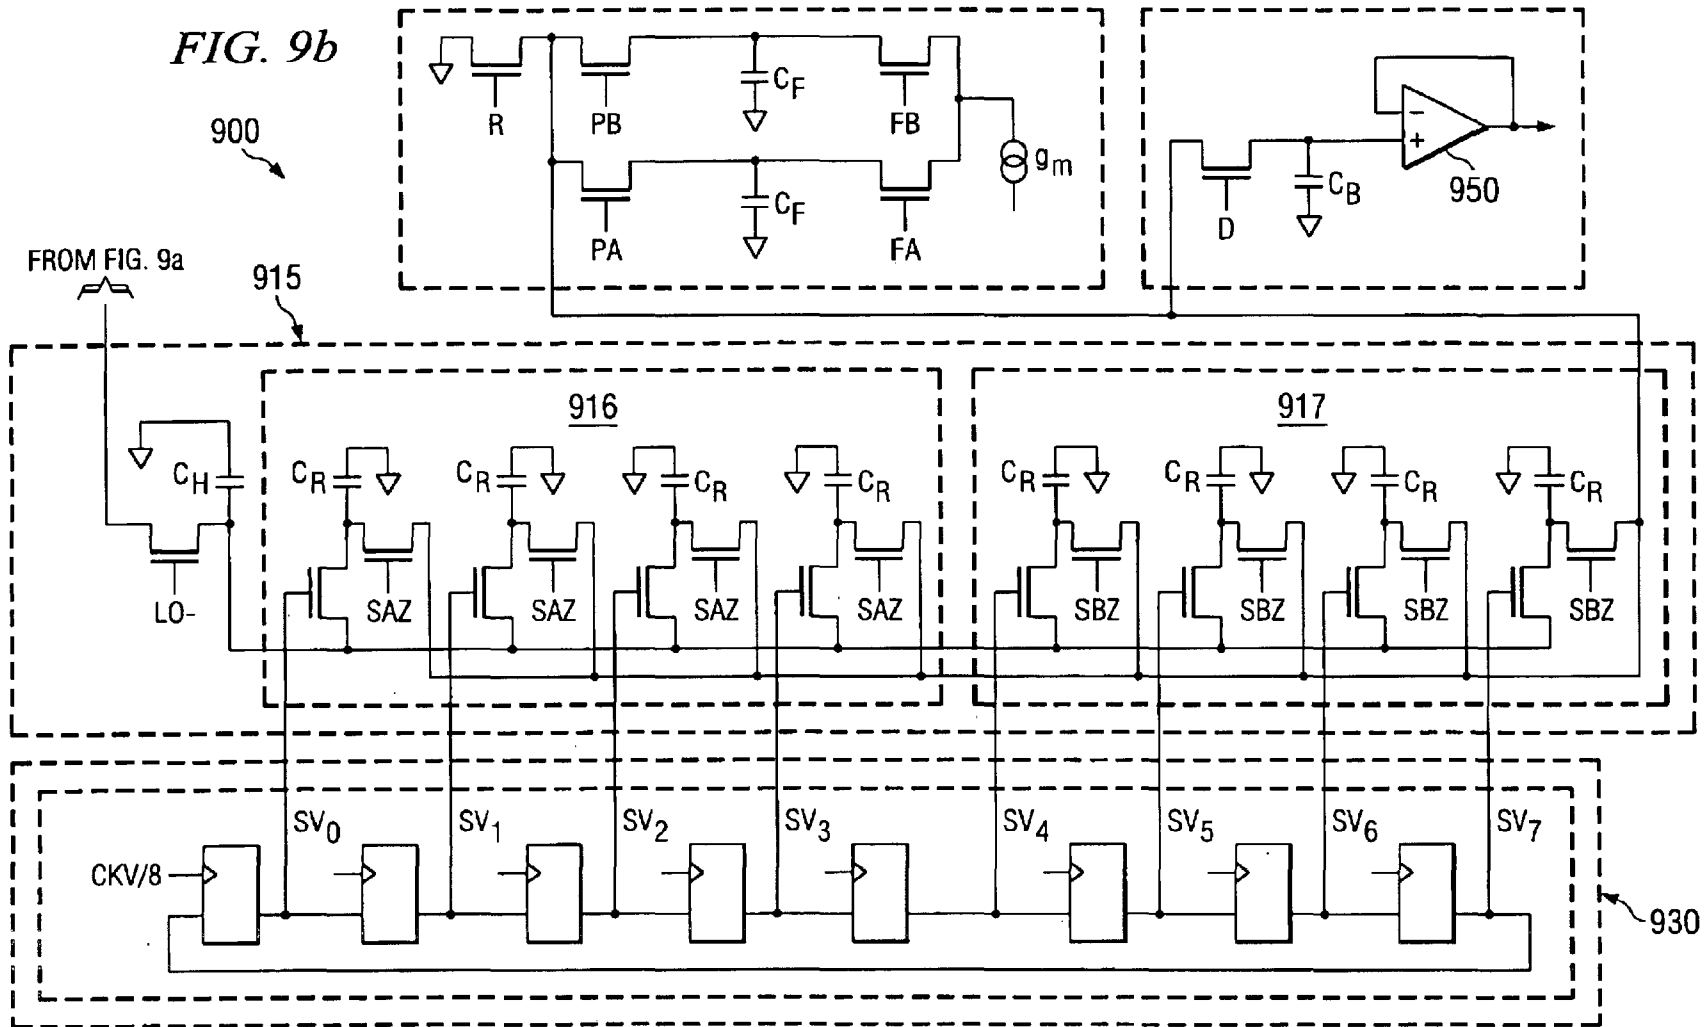 FIG. 9b
900
R
PB
C_F
FB
g_m
PA
C_F
FA
D
C_B
-
+
950
FROM FIG. 9a
915
916
917
C_H
C_R
C_R
C_R
C_R
C_R
C_R
C_R
C_R
LO-
SAZ
SAZ
SAZ
SAZ
SBZ
SBZ
SBZ
SBZ
SV_0
SV_1
SV_2
SV_3
SV_4
SV_5
SV_6
SV_7
CKV/8
930